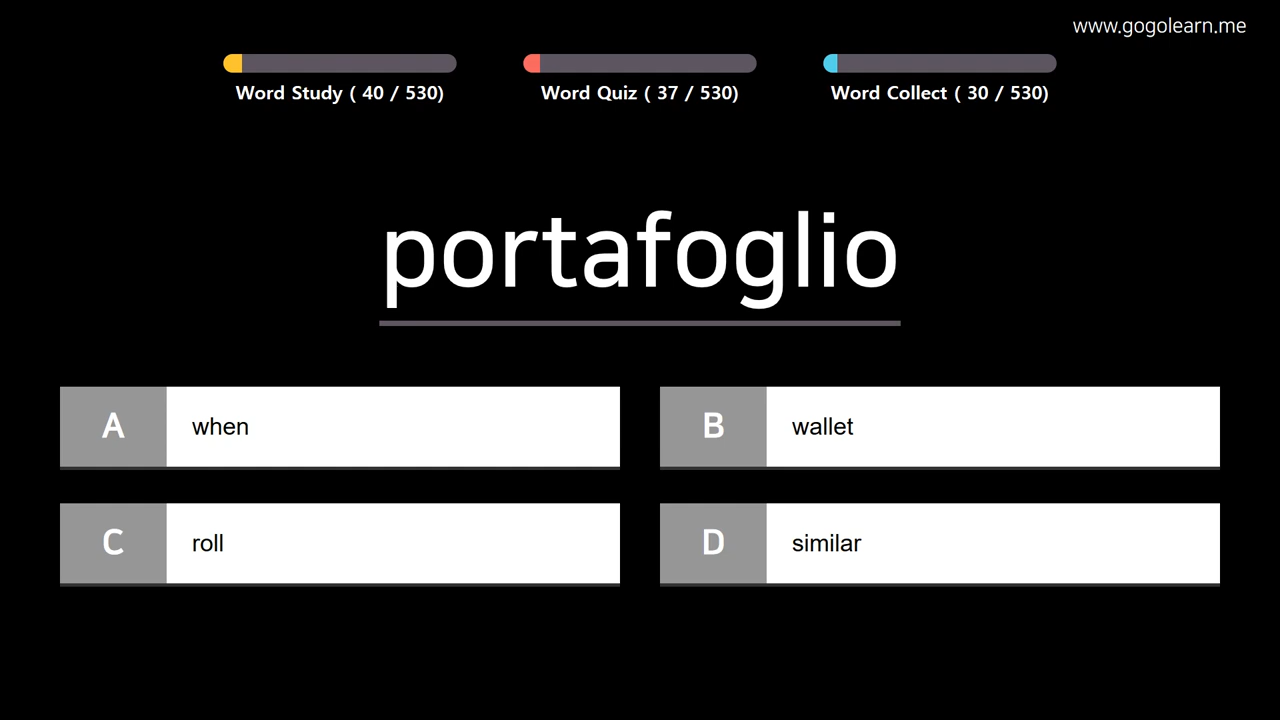 www.gogolearn.me
Word Study ( 40 / 530)
Word Quiz ( 37 / 530)
Word Collect ( 30 / 530)
portafoglio
A when
B wallet
C roll
D similar